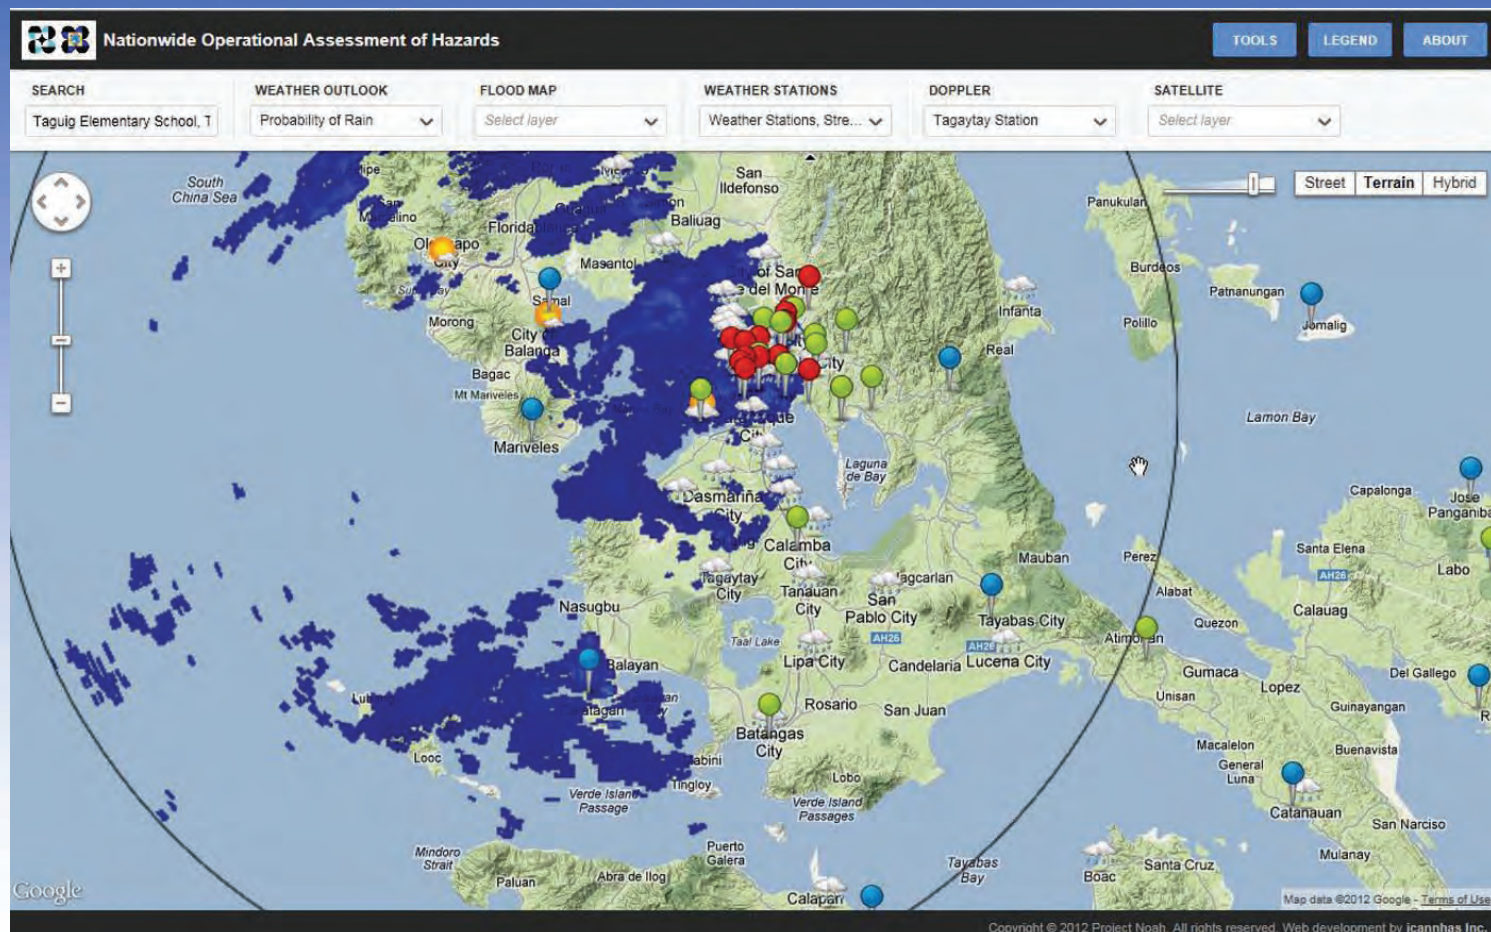 Nationwide Operational Assessment of Hazards
TOOLS
LEGEND
ABOUT
SEARCH
WEATHER OUTLOOK
FLOOD MAP
WEATHER STATIONS
DOPPLER
SATELLITE
Taguig Elementary School, T
Probability of Rain
Select layer
Weather Stations, Stre...
Tagaytay Station
Select layer
Street
Terrain
Hybrid
South
China Sea
San
Ildefonso
Baliuag
Masantol
Morong
City of
Balanga
Bagac
Mt Mariveles
Mariveles
Samal
Panukulan
Burdeos
Patnanungan
Jomalig
Polillo
Infanta
Real
Lamon Bay
Laguna
de Bay
Dasmariña
City
Calamba
City
Tagaytay
City
Tanauan
City
San
Pablo City
AH26
Mauban
Tayabas City
AH26
Lucena City
Candelaria
Lipa City
Taal Lake
Nasugbu
Balayan
Rosario
San Juan
Batangas
City
Lobo
Tingloy
Looc
Verde Island
Passage
Verde Island
Passages
Mindoro
Strait
Paluan
Abra de Ilog
Puerto
Galera
Calapan
Tayabas
Bay
Boac
Santa Cruz
Perez
Alabat
Quezon
Atimonan
Gumaca
Unisan
Lopez
Macalelon
General
Luna
Catanauan
San Narciso
Mulanay
Buenavista
Guinayangan
Del Gallego
Calauag
Santa Elena
AH26
Labo
Capalonga
Jose
Panganiba
Google
Map data ©2012 Google - Terms of Use
Copyright © 2012 Project Noah. All rights reserved. Web development by icannhas Inc.